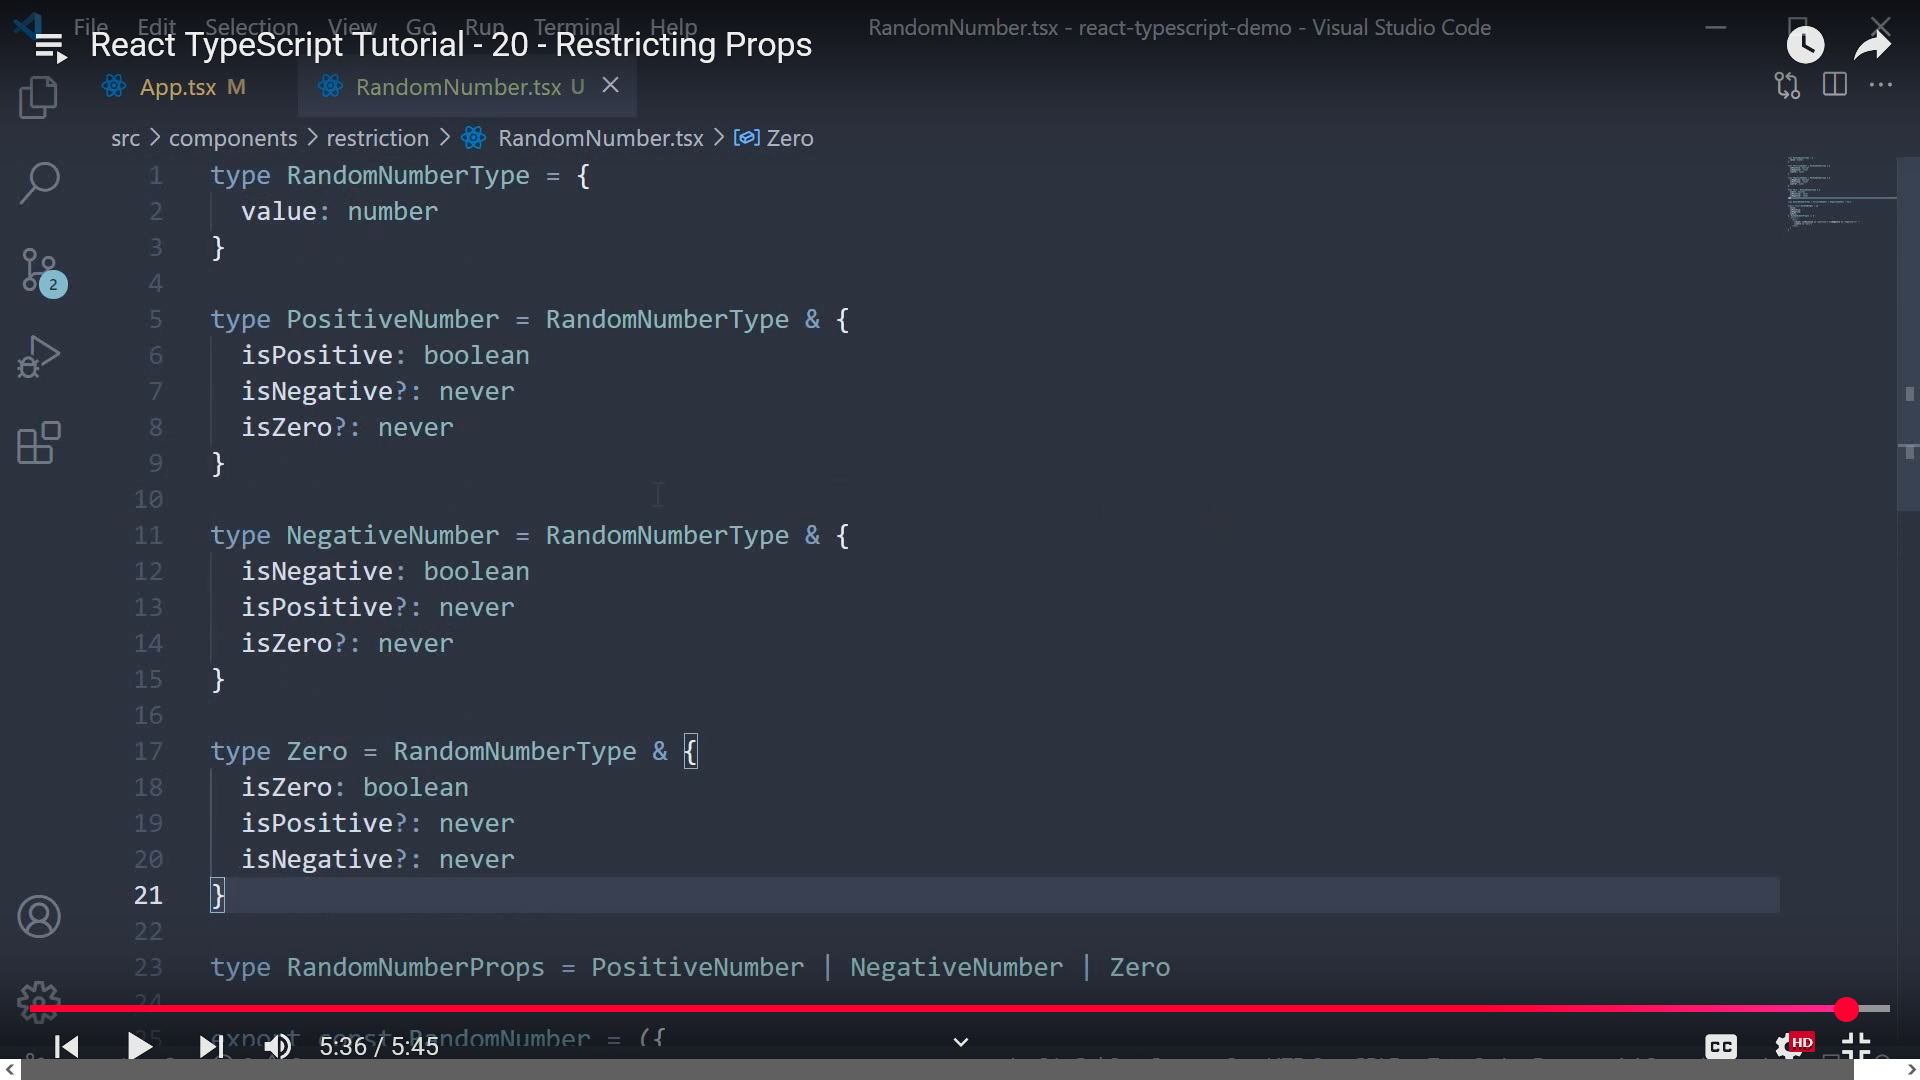 File Edit Selection View Go Run Terminal Help RandomNumber.tsx - react-typescript-demo - Visual Studio Code
React TypeScript Tutorial - 20 - Restricting Props
App.tsx M RandomNumber.tsx U
src > components > restriction > RandomNumber.tsx > Zero
1 type RandomNumberType = {
2 value: number
3 }
4
5 type PositiveNumber = RandomNumberType & {
6 isPositive: boolean
7 isNegative?: never
8 isZero?: never
9 }
10
11 type NegativeNumber = RandomNumberType & {
12 isNegative: boolean
13 isPositive?: never
14 isZero?: never
15 }
16
17 type Zero = RandomNumberType & {
18 isZero: boolean
19 isPositive?: never
20 isNegative?: never
21 }
22
23 type RandomNumberProps = PositiveNumber | NegativeNumber | Zero
24
25 export const RandomNumber = ({
2
5:36 / 5:45
CC
HD